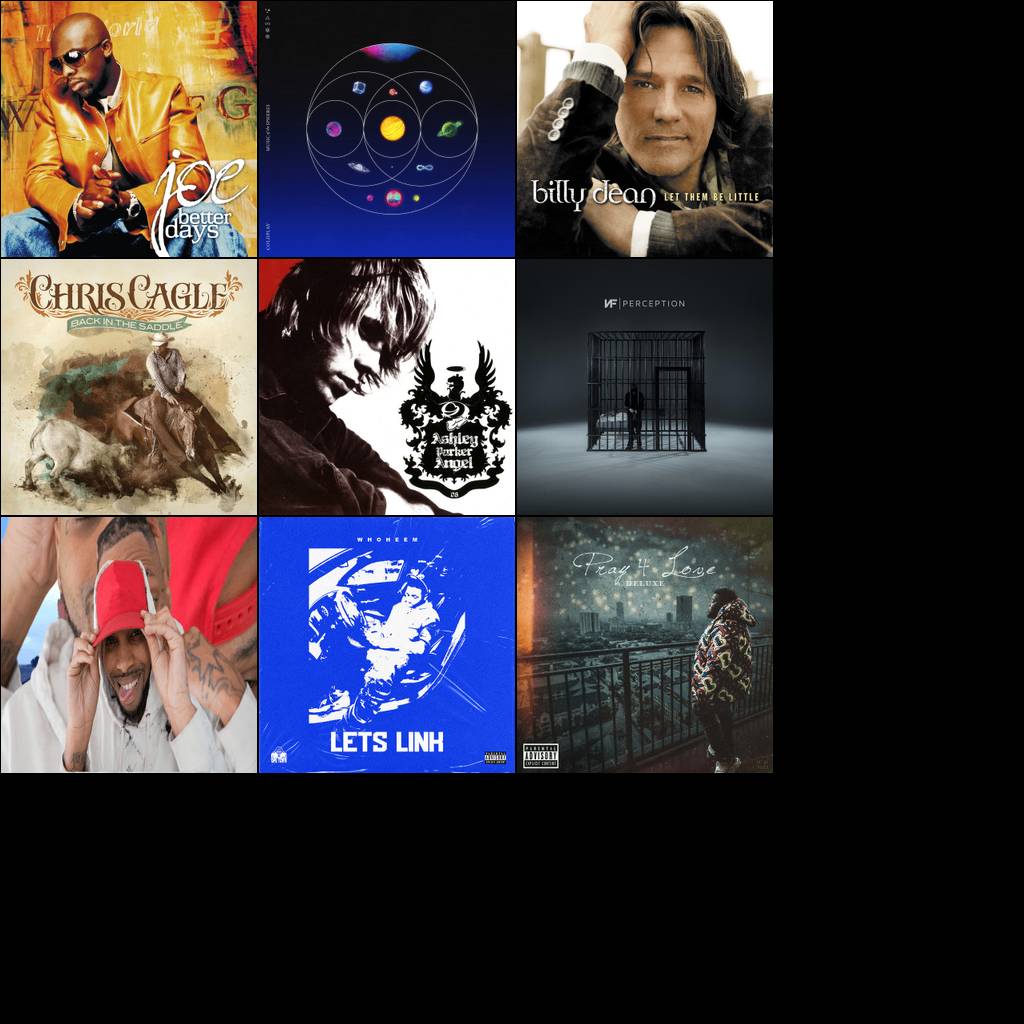 joe
better
days
MUSIC of the SPHERES
COLDPLAY
billy dean LET THEM BE LITTLE
CHRIS CAGLE
BACK IN THE SADDLE
Ashley
Parker
Angel
NF | PERCEPTION
WHOHEEM
LETS LINK
PARENTAL
ADVISORY
EXPLICIT CONTENT
Pray 4 Love
DELUXE
PARENTAL
ADVISORY
EXPLICIT CONTENT